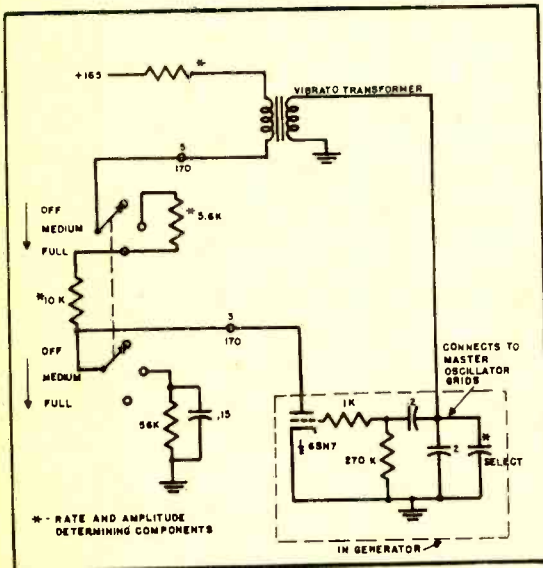 +165
*
VIBRATO TRANSFORMER
5
170
OFF
MEDIUM
FULL
* 5.6K
*10 K
3
170
OFF
MEDIUM
FULL
56K
.15
CONNECTS TO
MASTER
OSCILLATOR
GRIDS
1K
.2
½ 6SN7
270 K
2
*
SELECT
* - RATE AND AMPLITUDE
DETERMINING COMPONENTS
IN GENERATOR